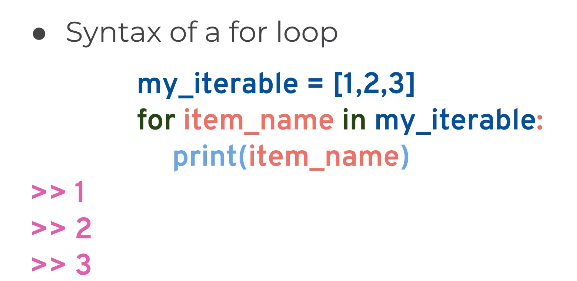 ● Syntax of a for loop
my_iterable = [1,2,3]
for item_name in my_iterable:
print(item_name)
>> 1
>> 2
>> 3